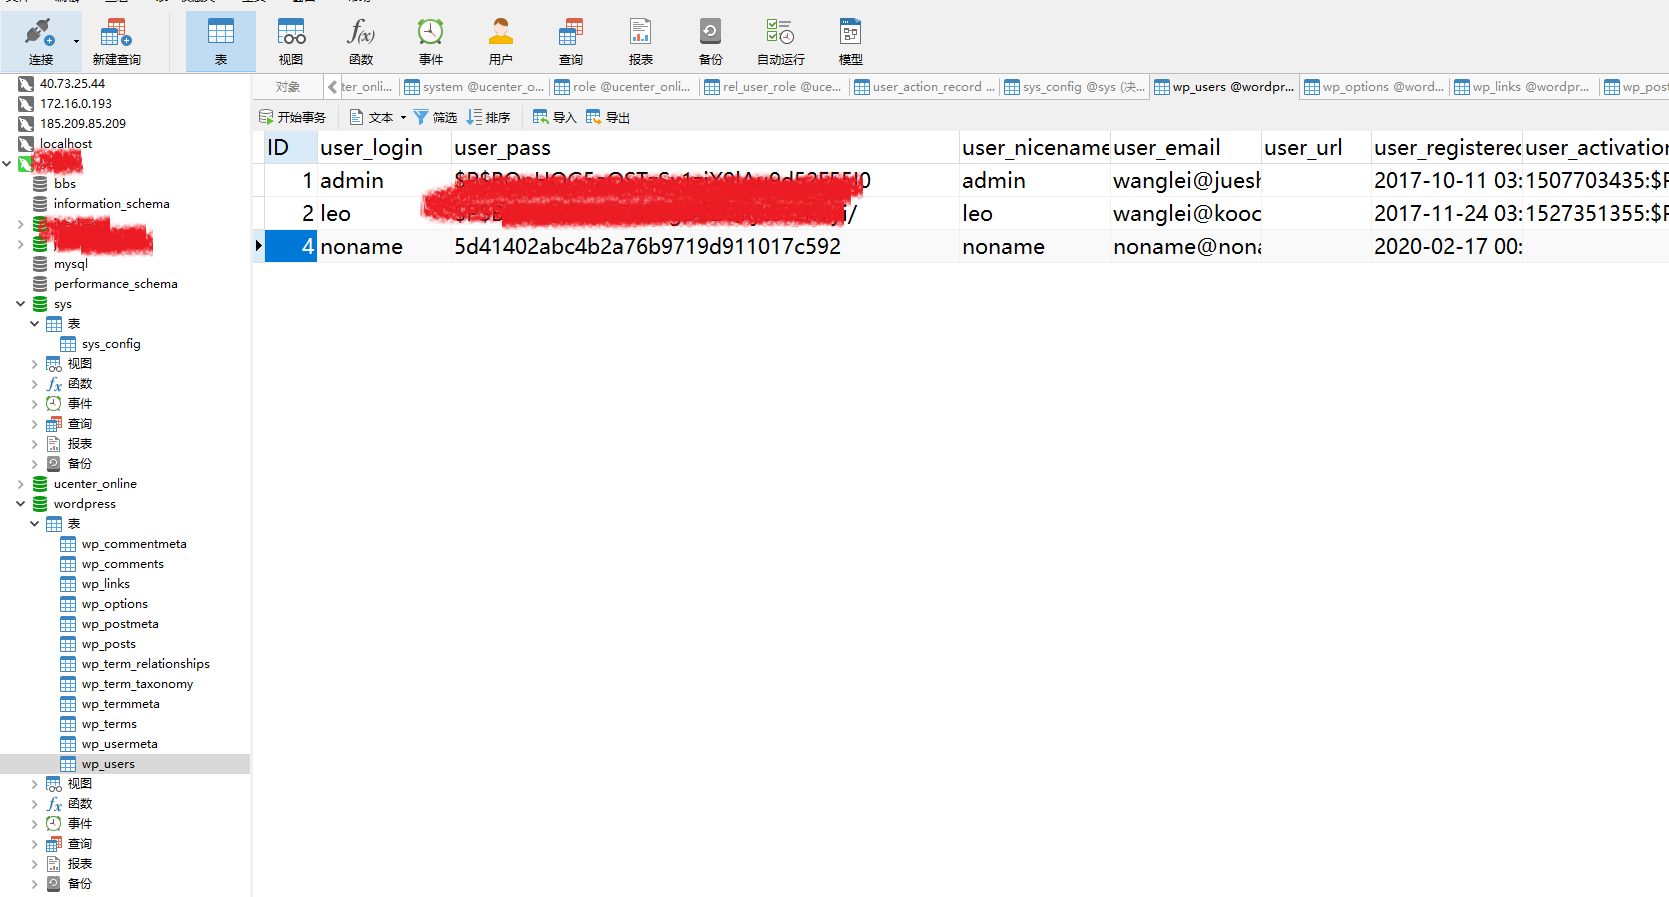 连接
新建查询
表
视图
函数
事件
用户
查询
报表
备份
自动运行
模型
40.73.25.44
172.16.0.193
185.209.85.209
localhost
bbs
information_schema
mysql
performance_schema
sys
表
sys_config
视图
函数
事件
查询
报表
备份
ucenter_online
wordpress
表
wp_commentmeta
wp_comments
wp_links
wp_options
wp_postmeta
wp_posts
wp_term_relationships
wp_term_taxonomy
wp_termmeta
wp_terms
wp_usermeta
wp_users
视图
函数
事件
查询
报表
备份
对象
ter_onli...
system @ucenter_o...
role @ucenter_onli...
rel_user_role @uce...
user_action_record ...
sys_config @sys (决...
wp_users @wordpr...
wp_options @word...
wp_links @wordpr...
wp_post
开始事务
文本
筛选
排序
导入
导出
ID user_login user_pass user_nicename user_email user_url user_registered user_activation
1 admin admin wanglei@juesh 2017-10-11 03: 1507703435:$P
2 leo leo wanglei@kooc 2017-11-24 03: 1527351355:$P
4 noname 5d41402abc4b2a76b9719d911017c592 noname noname@nona 2020-02-17 00: